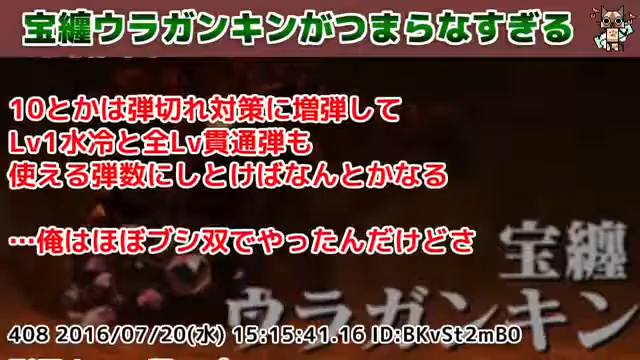 宝纏ウラガンキンがつまらなすぎる
10とかは弾切れ対策に増弾して
Lv1水冷と全Lv貫通弾も
使える弾数にしとけばなんとかなる
…俺はほぼブシ双でやったんだけどさ
宝纏
ウラガンキン
408 2016/07/20(水) 15:15:41.16 ID:BKvSt2mB0